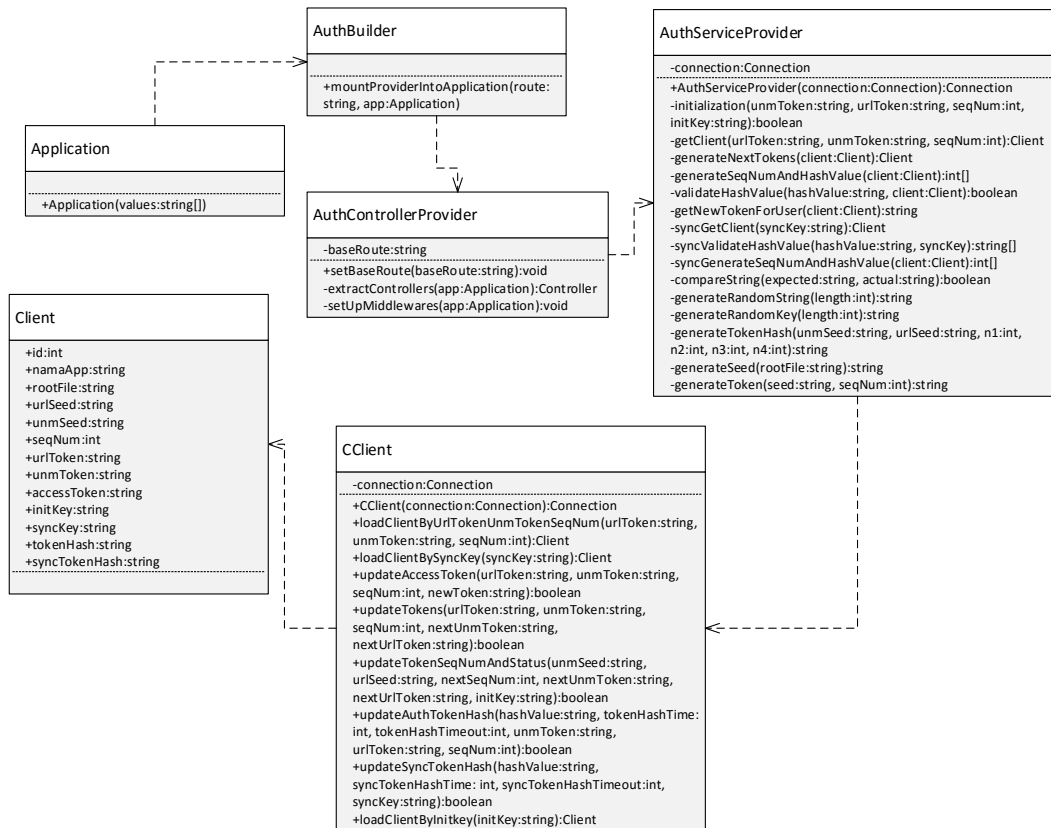 AuthBuilder
+mountProviderIntoApplication(route:
string, app:Application)
AuthServiceProvider
-connection:Connection
+AuthServiceProvider(connection:Connection):Connection
-initialization(unmToken:string, urlToken:string, seqNum:int,
initKey:string):boolean
-getClient(urlToken:string, unmToken:string, seqNum:int):Client
-generateNextTokens(client:Client):Client
-generateSeqNumAndHashValue(client:Client):int[]
-validateHashValue(hashValue:string, client:Client):boolean
-getNewTokenForUser(client:Client):string
-syncGetClient(syncKey:string):Client
-syncValidateHashValue(hashValue:string, syncKey):string[]
-syncGenerateSeqNumAndHashValue(client:Client):int[]
-compareString(expected:string, actual:string):boolean
-generateRandomString(length:int):string
-generateRandomKey(length:int):string
-generateTokenHash(unmSeed:string, urlSeed:string, n1:int,
n2:int, n3:int, n4:int):string
-generateSeed(rootFile:string):string
-generateToken(seed:string, seqNum:int):string
Application
+Application(values:string[])
AuthControllerProvider
-baseRoute:string
+setBaseRoute(baseRoute:string):void
-extractControllers(app:Application):Controller
-setUpMiddlewares(app:Application):void
Client
+id:int
+namaApp:string
+rootFile:string
+urlSeed:string
+unmSeed:string
+seqNum:int
+urlToken:string
+unmToken:string
+accessToken:string
+initKey:string
+syncKey:string
+tokenHash:string
+syncTokenHash:string
CClient
-connection:Connection
+CClient(connection:Connection):Connection
+loadClientByUrlTokenUnmTokenSeqNum(urlToken:string,
unmToken:string, seqNum:int):Client
+loadClientBySyncKey(syncKey:string):Client
+updateAccessToken(urlToken:string, unmToken:string,
seqNum:int, newToken:string):boolean
+updateTokens(urlToken:string, unmToken:string,
seqNum:int, nextUnmToken:string,
nextUrlToken:string):boolean
+updateTokenSeqNumAndStatus(unmSeed:string,
urlSeed:string, nextSeqNum:int, nextUnmToken:string,
nextUrlToken:string, initKey:string):boolean
+updateAuthTokenHash(hashValue:string, tokenHashTime:
int, tokenHashTimeout:int, unmToken:string,
urlToken:string, seqNum:int):boolean
+updateSyncTokenHash(hashValue:string,
syncTokenHashTime: int, syncTokenHashTimeout:int,
syncKey:string):boolean
+loadClientByInitkey(initKey:string):Client